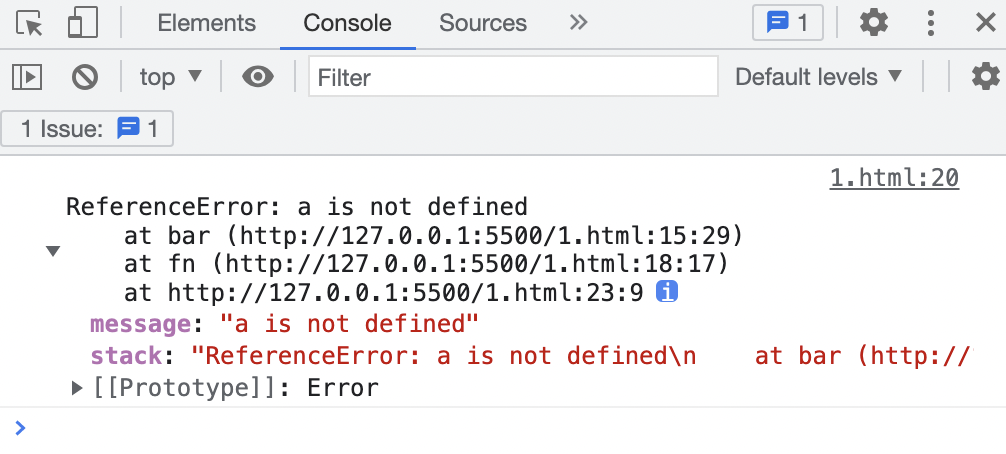 Elements Console Sources 1
top Filter Default levels
1 Issue: 1
1.html:20
ReferenceError: a is not defined
at bar (http://127.0.0.1:5500/1.html:15:29)
at fn (http://127.0.0.1:5500/1.html:18:17)
at http://127.0.0.1:5500/1.html:23:9
message: "a is not defined"
stack: "ReferenceError: a is not defined\n    at bar (http://
[[Prototype]]: Error